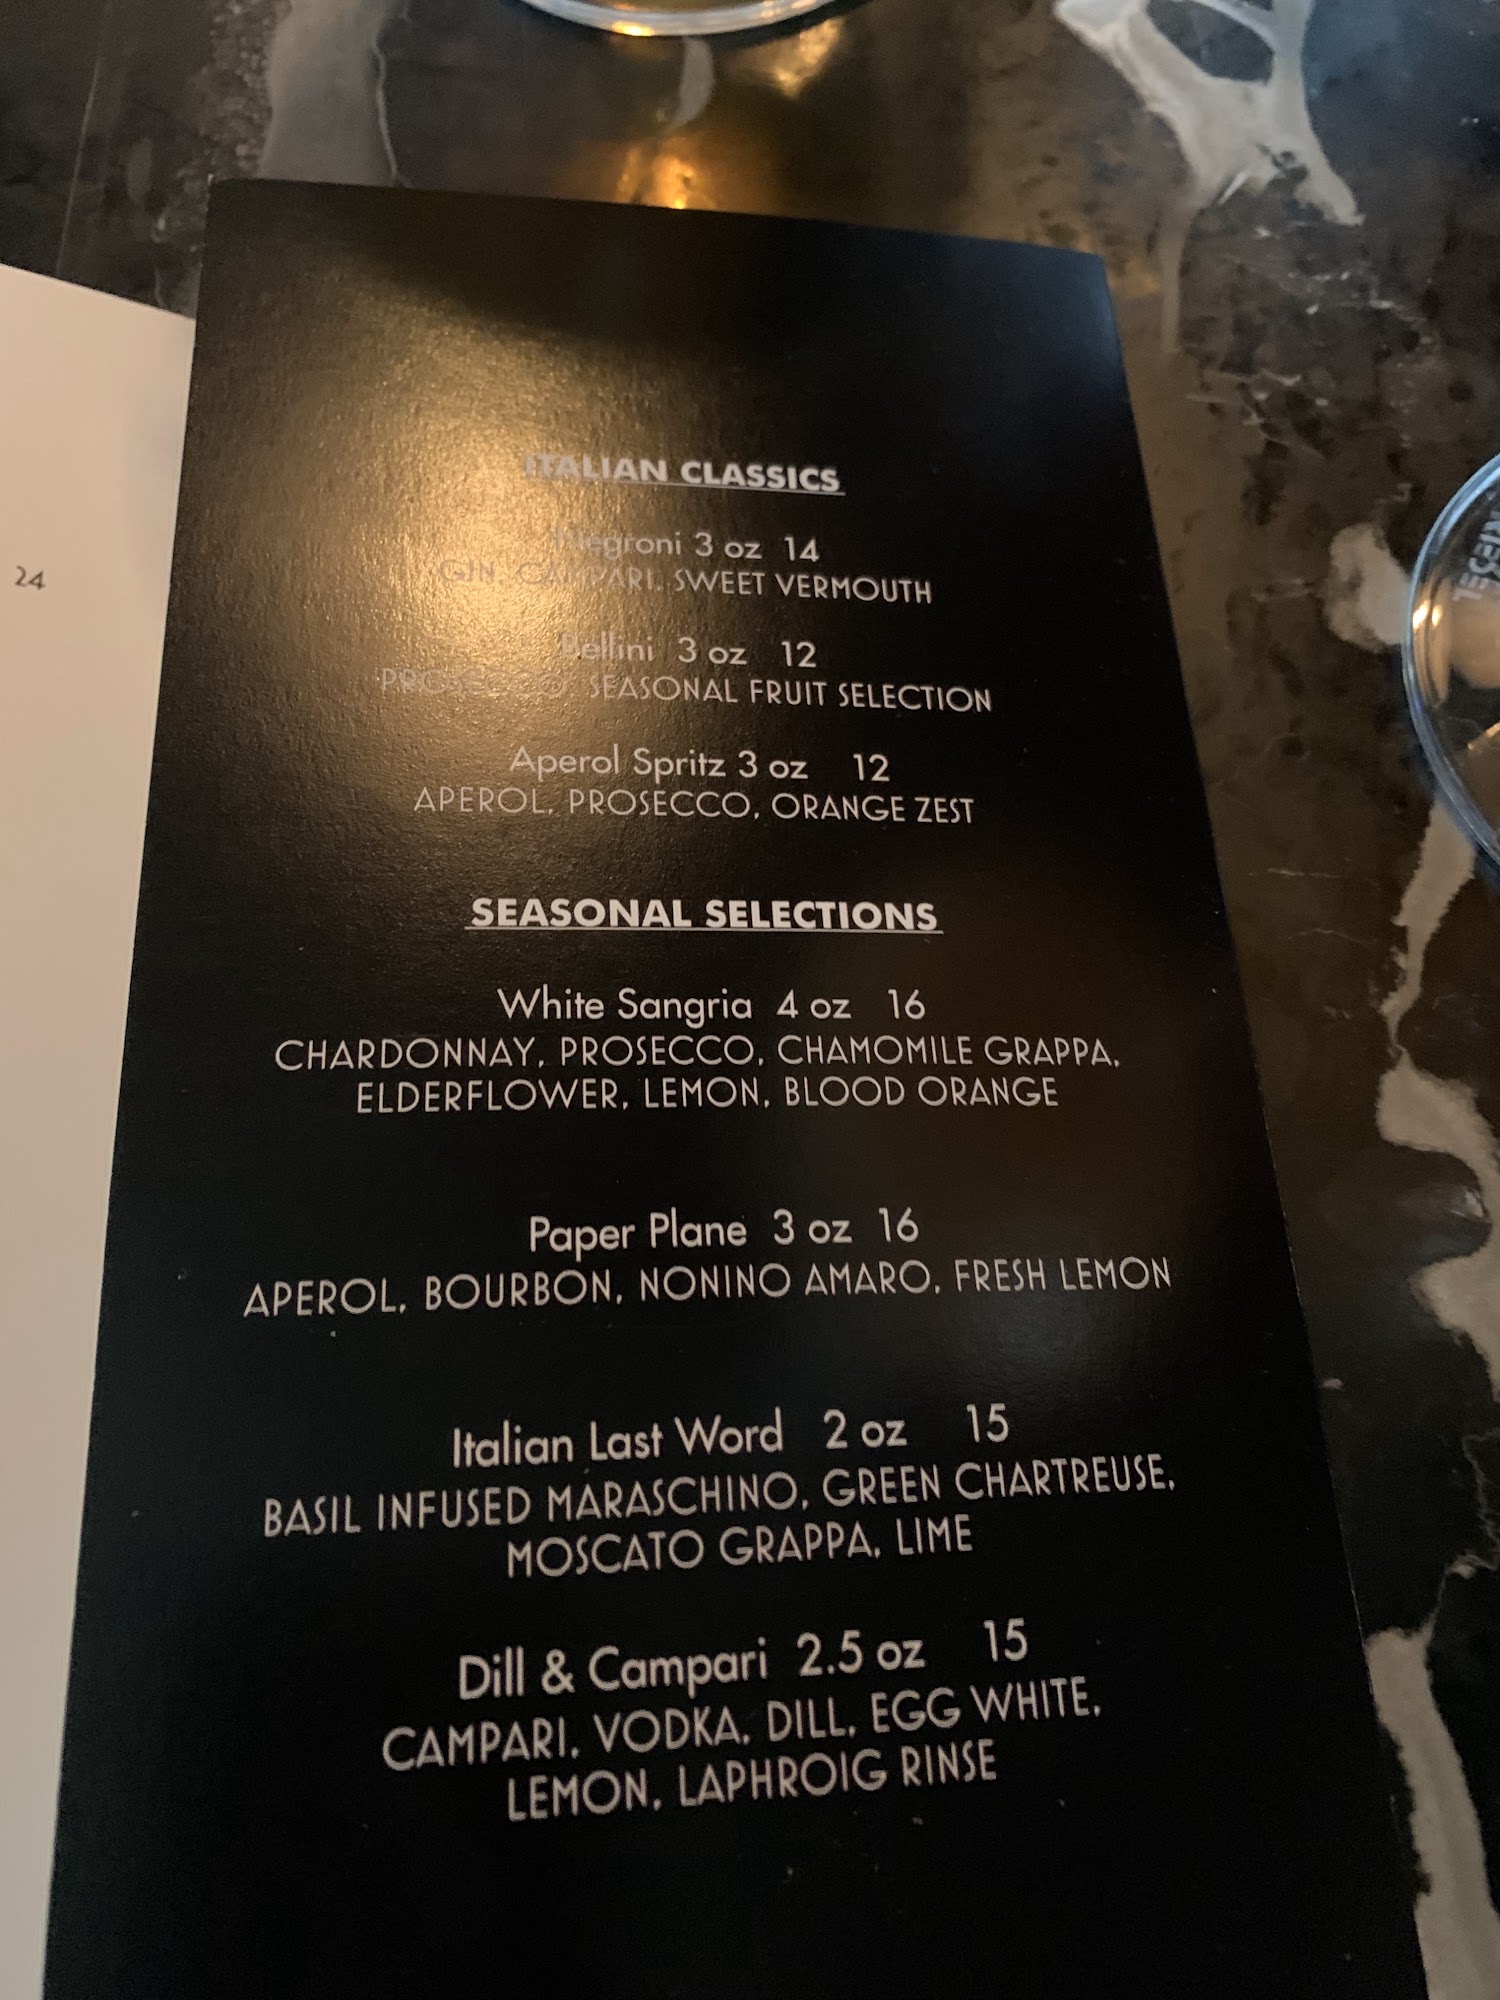 24
ITALIAN CLASSICS
Negroni 3 oz 14
GIN, CAMPARI, SWEET VERMOUTH
Bellini 3 oz 12
PROSECCO, SEASONAL FRUIT SELECTION
Aperol Spritz 3 oz 12
APEROL, PROSECCO, ORANGE ZEST
SEASONAL SELECTIONS
White Sangria 4 oz 16
CHARDONNAY, PROSECCO, CHAMOMILE GRAPPA,
ELDERFLOWER, LEMON, BLOOD ORANGE
Paper Plane 3 oz 16
APEROL, BOURBON, NONINO AMARO, FRESH LEMON
Italian Last Word 2 oz 15
BASIL INFUSED MARASCHINO, GREEN CHARTREUSE,
MOSCATO GRAPPA, LIME
Dill & Campari 2.5 oz 15
CAMPARI, VODKA, DILL, EGG WHITE,
LEMON, LAPHROIG RINSE